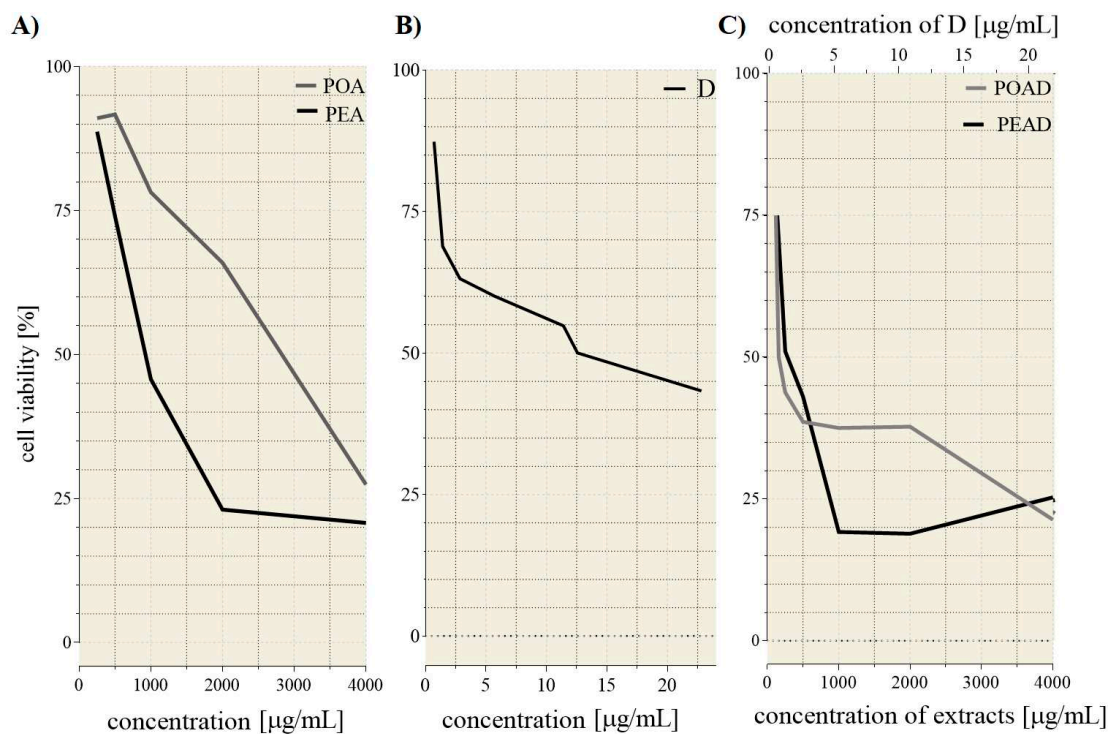 A)
B)
C)
concentration of D [μg/mL]
0 5 10 15 20
100
75
50
25
0
cell viability [%]
POA
PEA
0 1000 2000 3000 4000
concentration [μg/mL]
100
75
50
25
0
D
0 5 10 15 20
concentration [μg/mL]
100
75
50
25
0
POAD
PEAD
0 1000 2000 3000 4000
concentration of extracts [μg/mL]